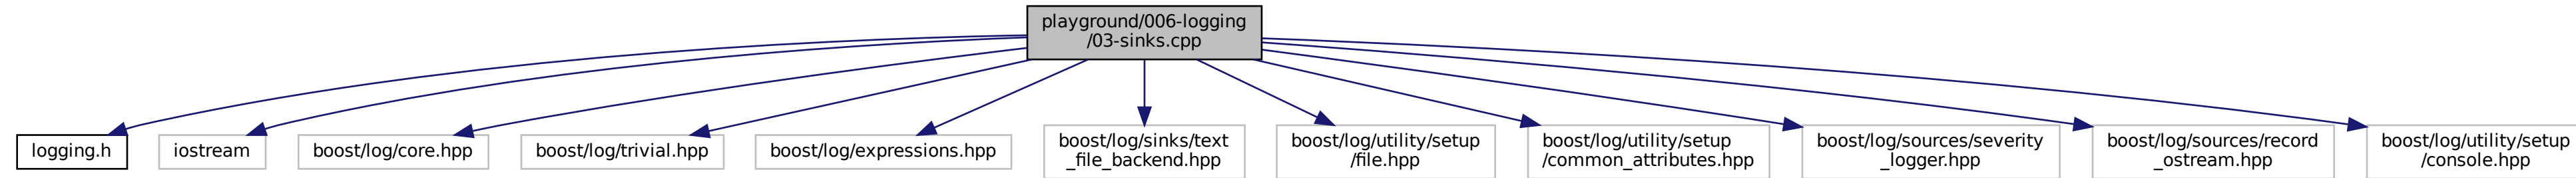 playground/006-logging
/03-sinks.cpp
logging.h
iostream
boost/log/core.hpp
boost/log/trivial.hpp
boost/log/expressions.hpp
boost/log/sinks/text
_file_backend.hpp
boost/log/utility/setup
/file.hpp
boost/log/utility/setup
/common_attributes.hpp
boost/log/sources/severity
_logger.hpp
boost/log/sources/record
_ostream.hpp
boost/log/utility/setup
/console.hpp